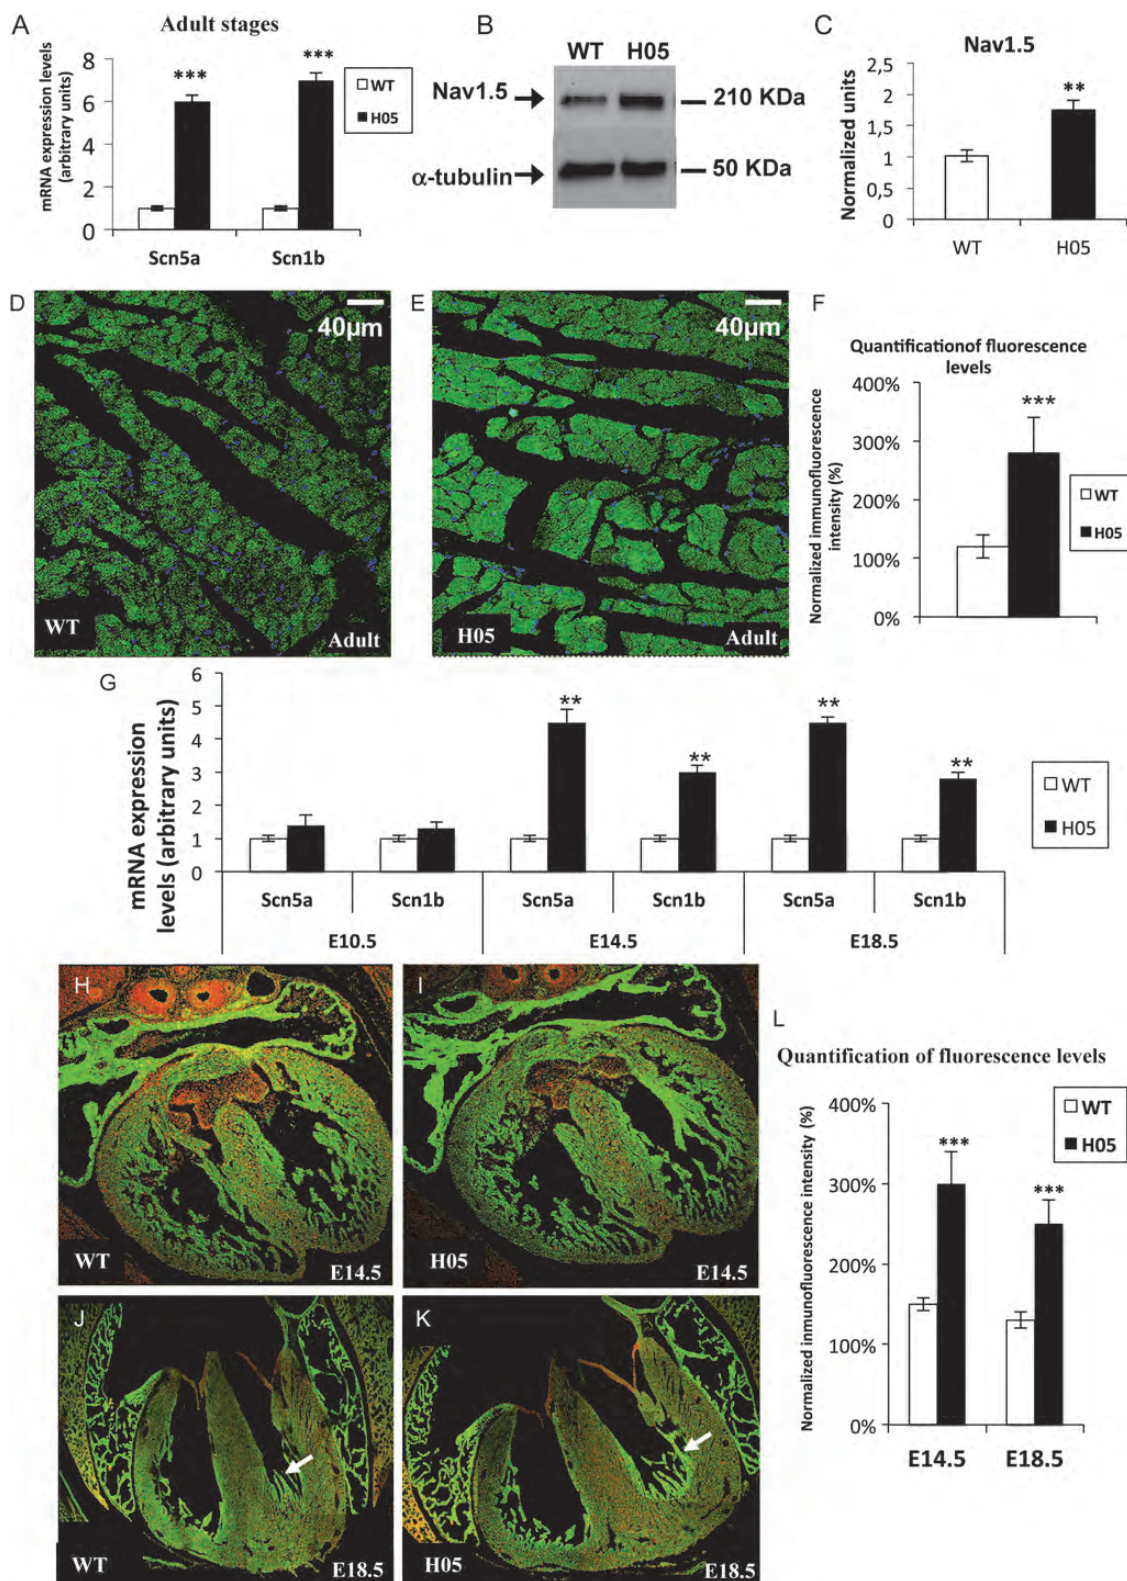 A
Adult stages
mRNA expression levels
(arbitrary units)
8
6
4
2
0
***
***
WT
H05
Scn5a
Scn1b
B
WT H05
Nav1.5
210 KDa
α-tubulin
50 KDa
C
Nav1.5
Normalized units
2,5
2
1,5
1
0,5
0
**
WT
H05
D
40µm
WT
Adult
E
40µm
H05
Adult
F
Quantificationof fluorescence
levels
Normalized inmunofluorescence
intensity (%)
400%
300%
200%
100%
0%
***
WT
H05
G
mRNA expression
levels (arbitrary units)
6
5
4
3
2
1
0
**
**
**
**
WT
H05
Scn5a
Scn1b
Scn5a
Scn1b
Scn5a
Scn1b
E10.5
E14.5
E18.5
H
WT
E14.5
I
H05
E14.5
J
WT
E18.5
K
H05
E18.5
L
Quantification of fluorescence levels
Normalized inmunofluorescence intensity (%)
400%
300%
200%
100%
0%
***
***
WT
H05
E14.5
E18.5